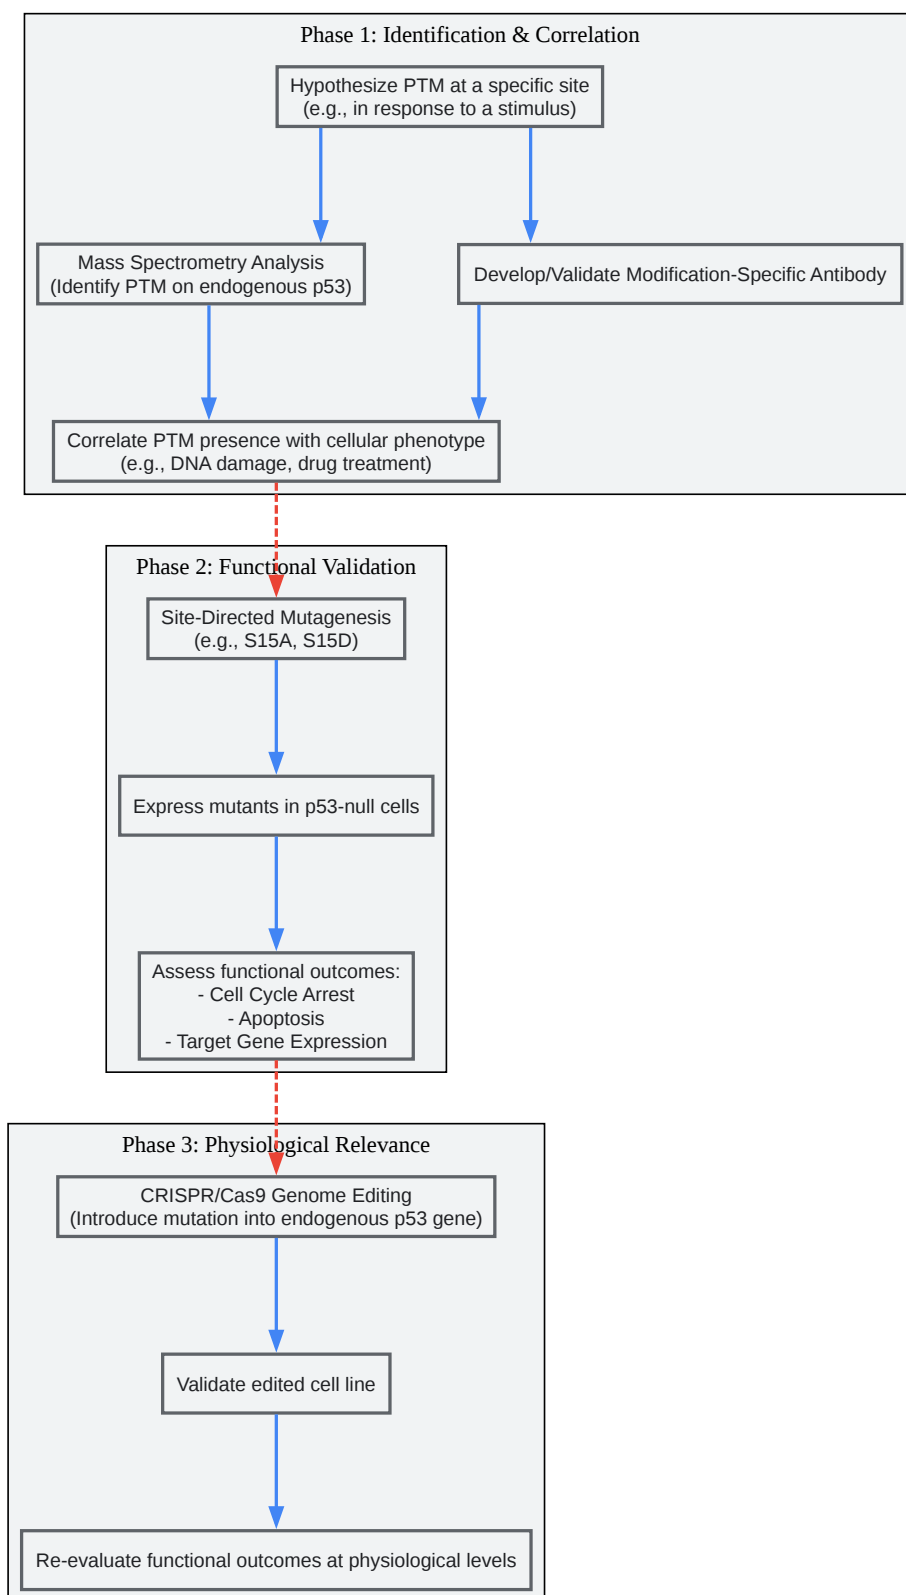 Phase 1: Identification & Correlation
Hypothesize PTM at a specific site
(e.g., in response to a stimulus)
Mass Spectrometry Analysis
(Identify PTM on endogenous p53)
Develop/Validate Modification-Specific Antibody
Correlate PTM presence with cellular phenotype
(e.g., DNA damage, drug treatment)
Phase 2: Functional Validation
Site-Directed Mutagenesis
(e.g., S15A, S15D)
Express mutants in p53-null cells
Assess functional outcomes:
- Cell Cycle Arrest
- Apoptosis
- Target Gene Expression
Phase 3: Physiological Relevance
CRISPR/Cas9 Genome Editing
(Introduce mutation into endogenous p53 gene)
Validate edited cell line
Re-evaluate functional outcomes at physiological levels